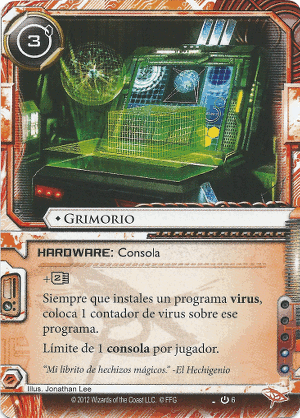 3
GRIMORIO
HARDWARE: Consola
+2
Siempre que instales un programa virus,
coloca 1 contador de virus sobre ese
programa.
Límite de 1 consola por jugador.
"Mi librito de hechizos mágicos." -El Hechigenio
Illus. Jonathan Lee
© 2012 Wizards of the Coast LLC. © FFG
6